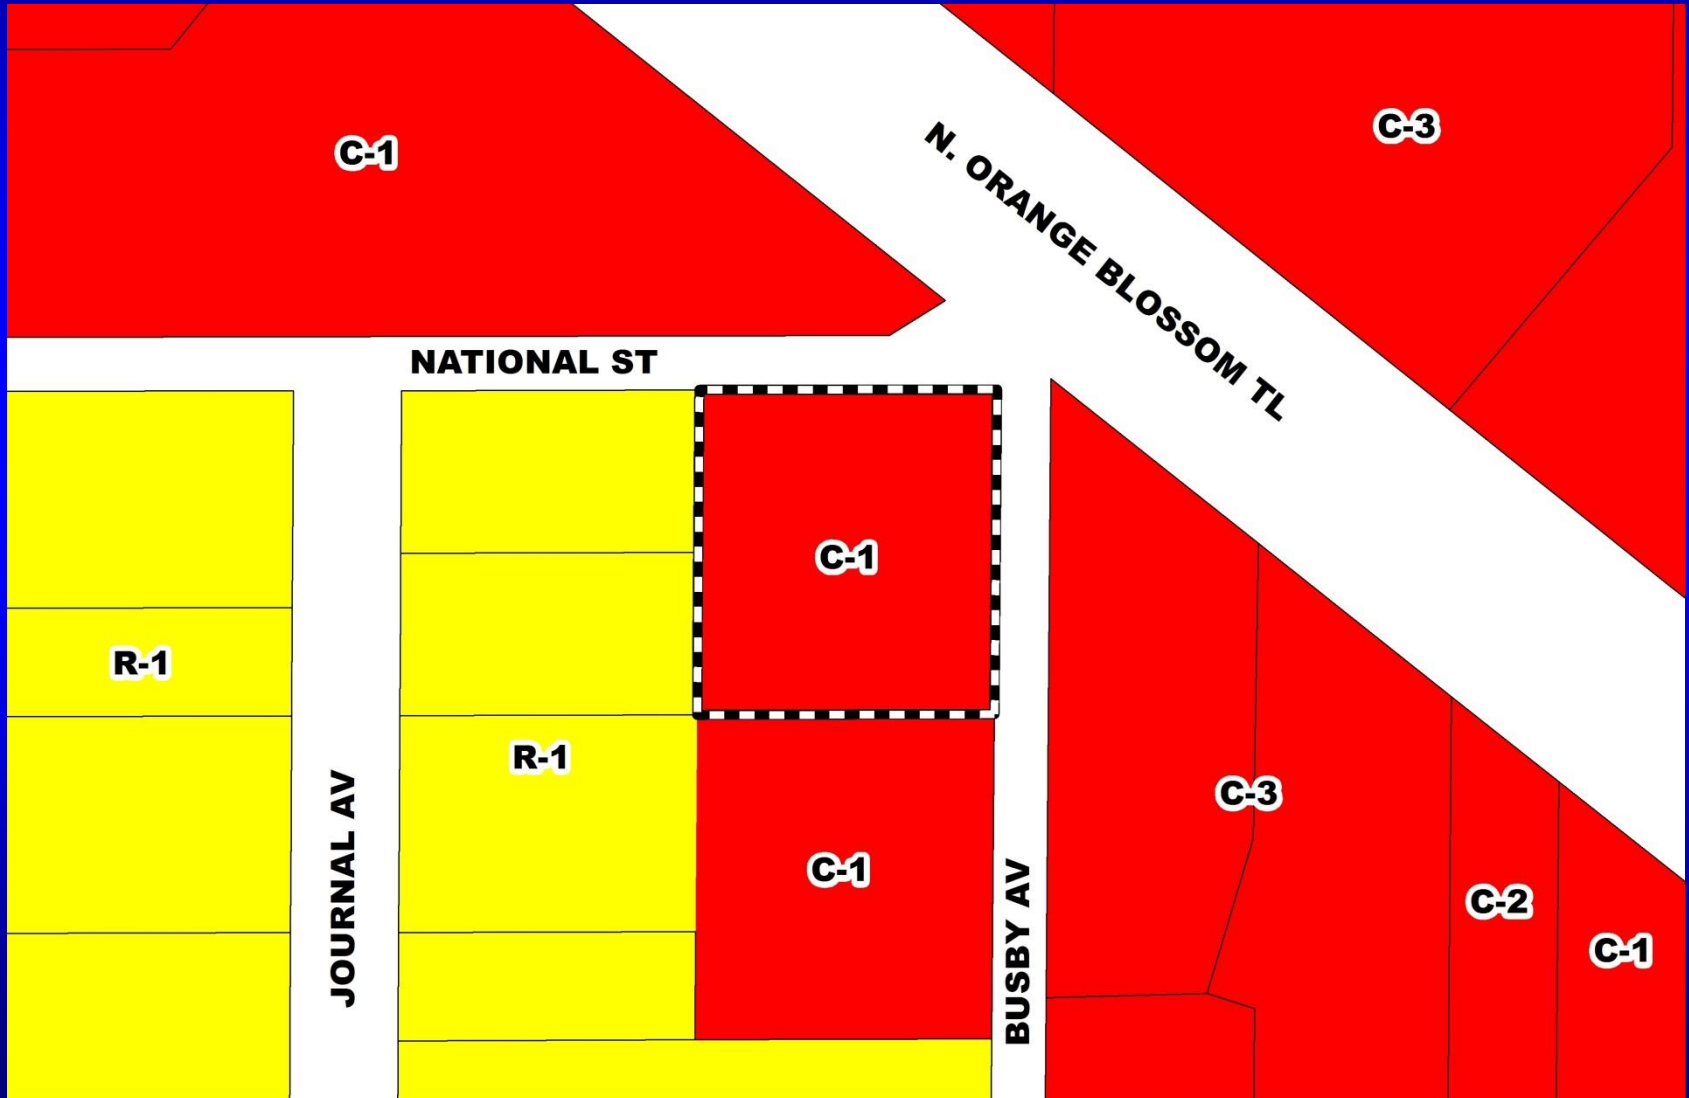 C-3
C-1
N. ORANGE BLOSSOM TL
NATIONAL ST
C-1
R-1
R-1
C-3
C-1
C-2
C-1
JOURNAL AV
BUSBY AV